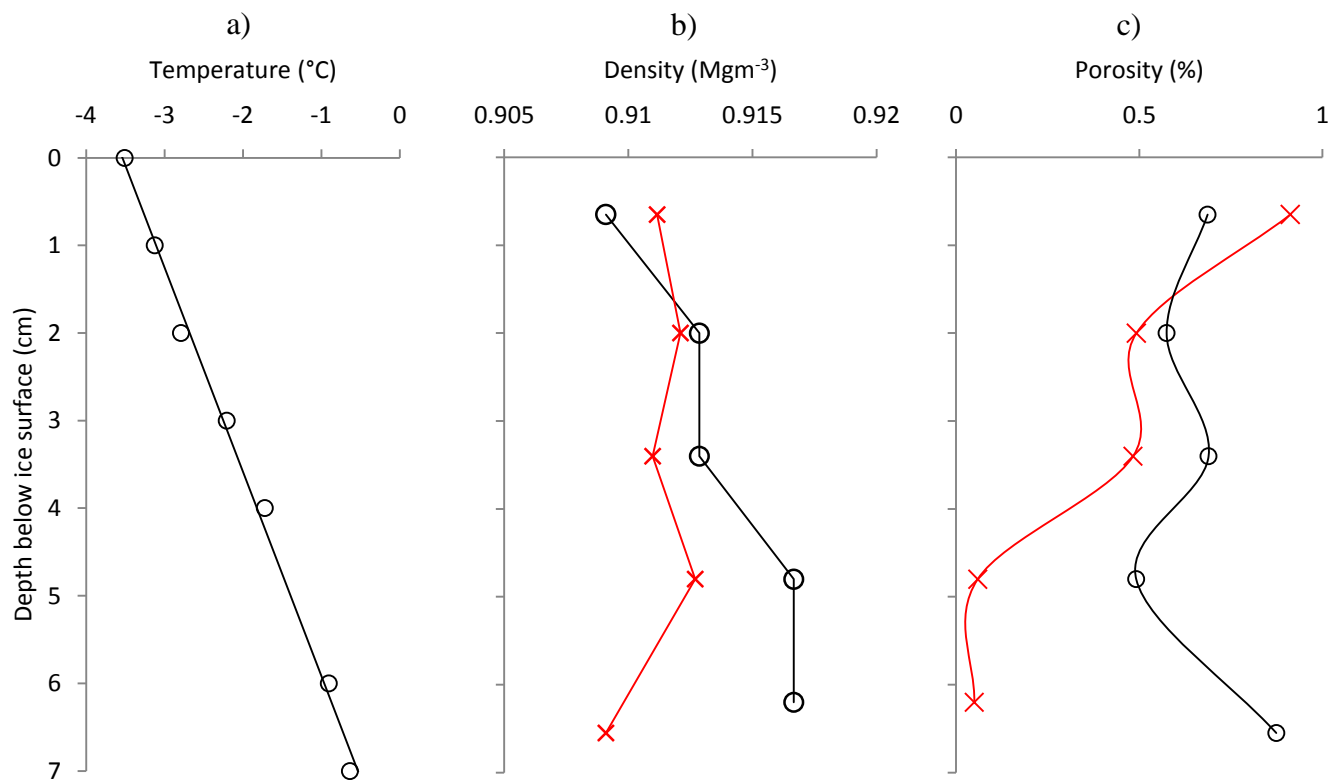 a) b) c)
Temperature (°C) Density (Mgm⁻³) Porosity (%)
-4 -3 -2 -1 0 0.905 0.91 0.915 0.92 0 0.5 1
0
1
2
3
4
5
6
7
Depth below ice surface (cm)